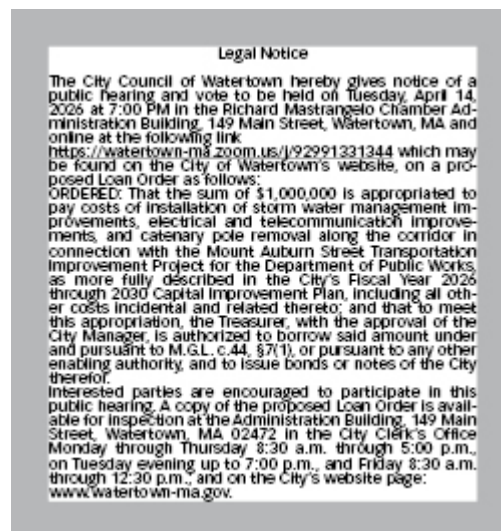 Legal Notice
The City Council of Watertown hereby gives notice of a
public hearing and vote to be held on Tuesday, April 14,
2026 at 7:00 PM in the Richard Mastrangelo Chamber Ad-
ministration Building, 149 Main Street, Watertown, MA and
online at the following link
https://watertown-ma.zoom.us/j/92991331344 which may
be found on the City of Watertown's website, on a pro-
posed Loan Order as follows:
ORDERED: That the sum of $1,000,000 is appropriated to
pay costs of installation of storm water management im-
provements, electrical and telecommunication improve-
ments, and catenary pole removal along the corridor in
connection with the Mount Auburn Street Transportation
Improvement Project for the Department of Public Works,
as more fully described in the City's Fiscal Year 2026
through 2030 Capital Improvement Plan, including all oth-
er costs incidental and related thereto; and that to meet
this appropriation, the Treasurer, with the approval of the
City Manager, is authorized to borrow said amount under
and pursuant to M.G.L. c.44, §7(1), or pursuant to any other
enabling authority, and to issue bonds or notes of the City
therefor.
Interested parties are encouraged to participate in this
public hearing. A copy of the proposed Loan Order is avail-
able for inspection at the Administration Building, 149 Main
Street, Watertown, MA 02472 in the City Clerk's Office
Monday through Thursday 8:30 a.m. through 5:00 p.m.,
on Tuesday evening up to 7:00 p.m., and Friday 8:30 a.m.
through 12:30 p.m., and on the City's website page:
www.watertown-ma.gov.